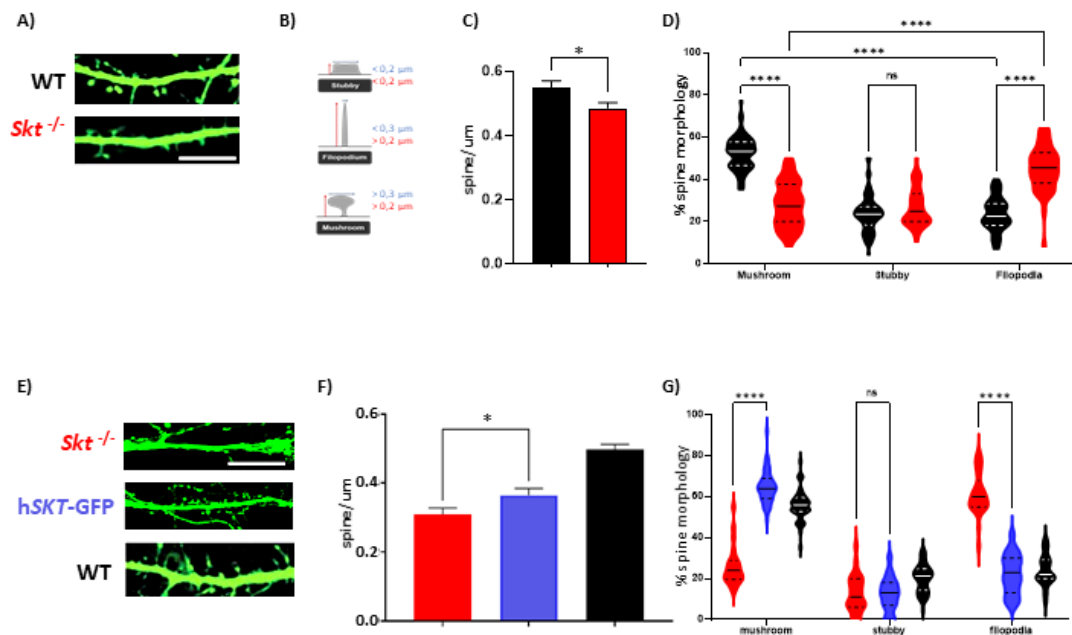 A)
WT
Skt -/-
B)
< 0,2 µm
< 0,2 µm
Stubby
< 0,3 µm
> 0,2 µm
Filopodium
> 0,3 µm
> 0,2 µm
Mushroom
C)
*
spine/um
0.6
0.4
0.2
0.0
D)
****
****
****
ns
****
% spine morphology
100
80
60
40
20
0
Mushroom
Stubby
Filopodia
E)
Skt -/-
hSKT-GFP
WT
F)
*
spine/um
0.6
0.4
0.2
0.0
G)
****
ns
****
% spine morphology
100
80
60
40
20
0
mushroom
stubby
filopodia